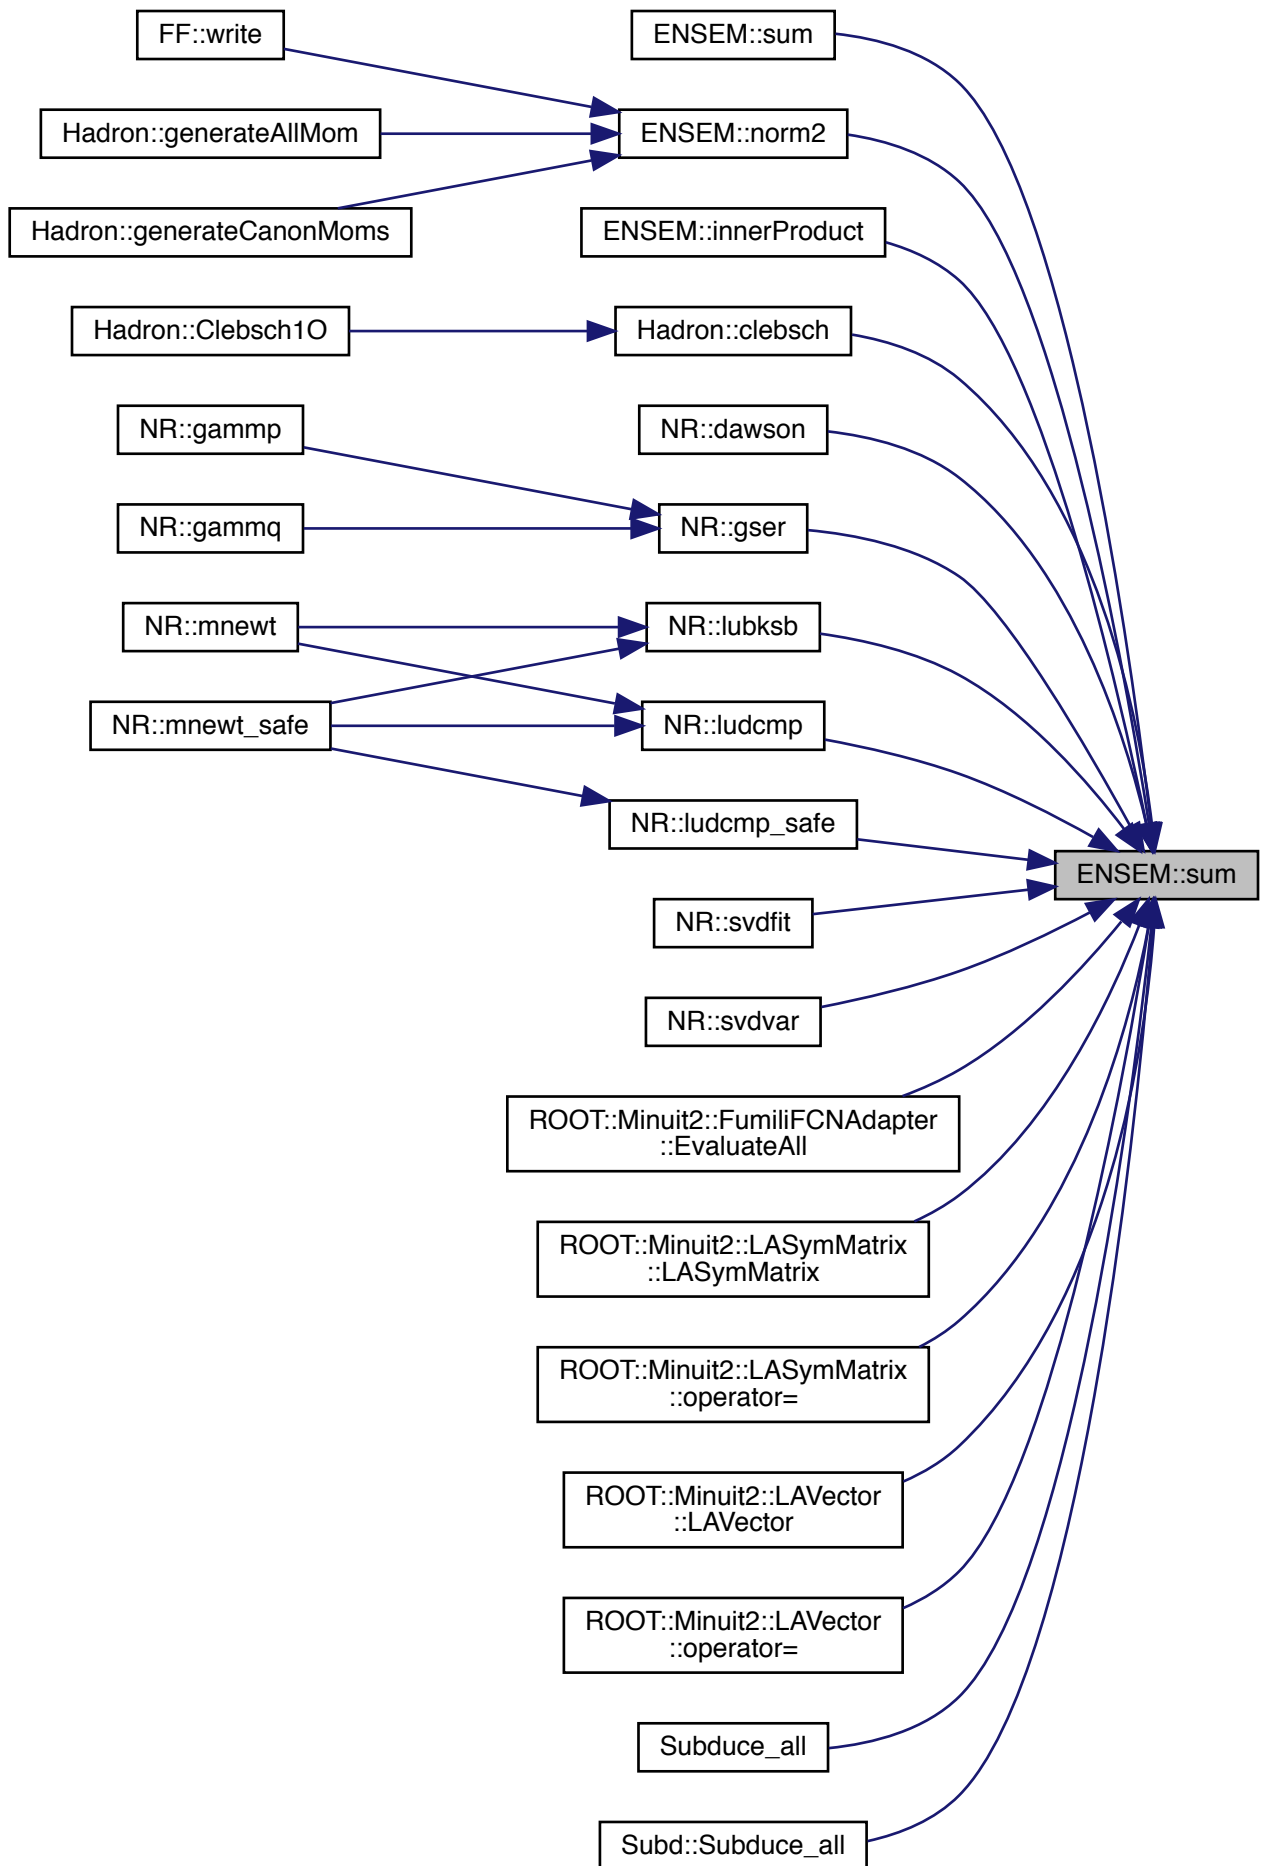 FF::write
ENSEM::sum
Hadron::generateAllMom
ENSEM::norm2
Hadron::generateCanonMoms
ENSEM::innerProduct
Hadron::Clebsch1O
Hadron::clebsch
NR::gammp
NR::dawson
NR::gammq
NR::gser
NR::mnewt
NR::lubksb
NR::mnewt_safe
NR::ludcmp
NR::ludcmp_safe
ENSEM::sum
NR::svdfit
NR::svdvar
ROOT::Minuit2::FumiliFCNAdapter
::EvaluateAll
ROOT::Minuit2::LASymMatrix
::LASymMatrix
ROOT::Minuit2::LASymMatrix
::operator=
ROOT::Minuit2::LAVector
::LAVector
ROOT::Minuit2::LAVector
::operator=
Subduce_all
Subd::Subduce_all